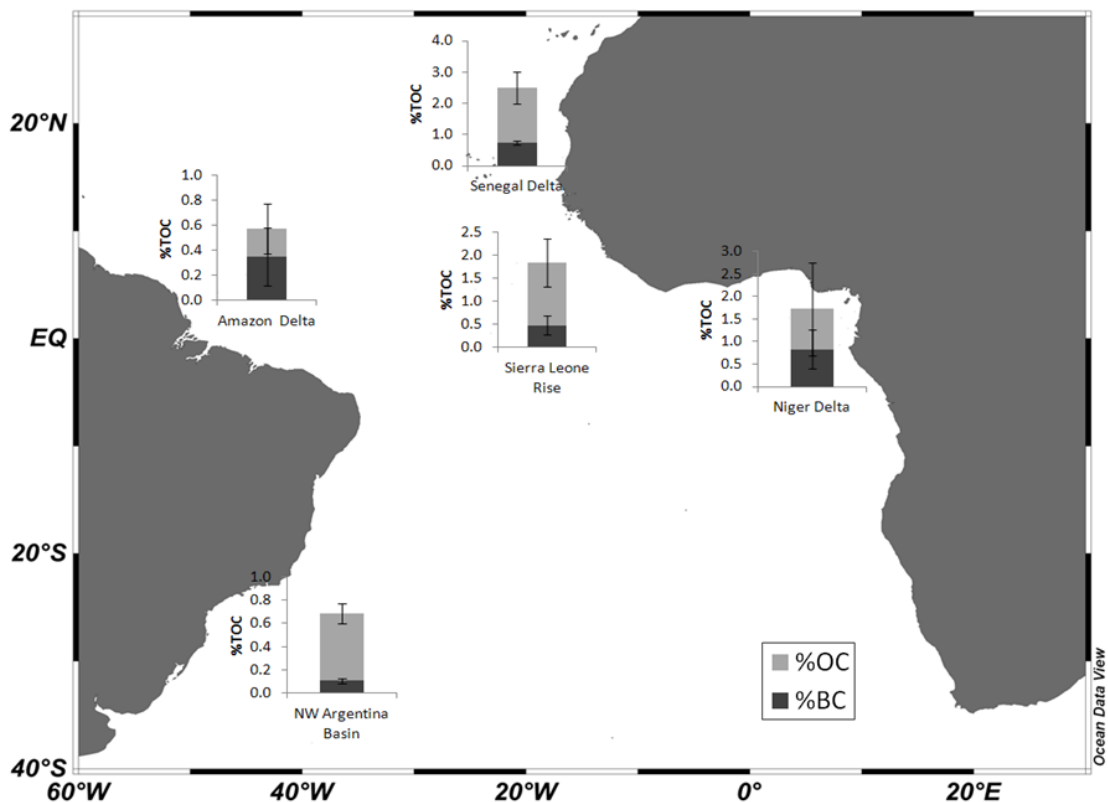 4.0
3.0
2.0
1.0
0.0
%TOC
Senegal Delta
20°N
1.0
0.8
0.6
0.4
0.2
0.0
%TOC
Amazon Delta
2.5
2.0
1.5
1.0
0.5
0.0
%TOC
Sierra Leone
Rise
3.0
2.5
2.0
1.5
1.0
0.5
0.0
%TOC
Niger Delta
EQ
20°S
1.0
0.8
0.6
0.4
0.2
0.0
%TOC
NW Argentina
Basin
%OC
%BC
Ocean Data View
40°S
60°W 40°W 20°W 0° 20°E